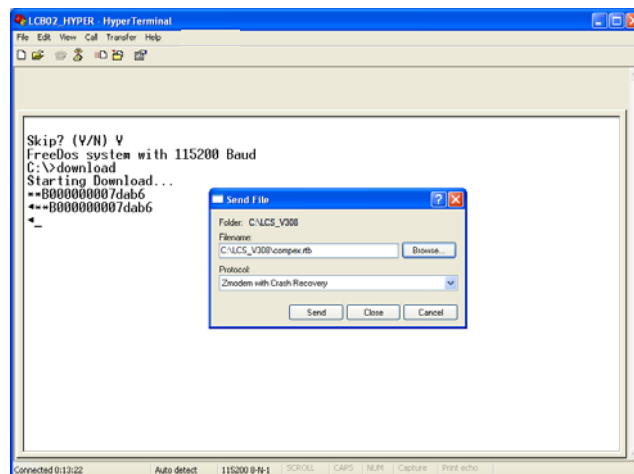 LCB02_HYPER - HyperTerminal
File Edit View Call Transfer Help
Skip? (Y/N) Y
FreeDos system with 115200 Baud
C:\>download
Starting Download...
**B000000007dab6
◄**B000000007dab6
◄_
Send File
Folder: C:\LCS_V308
Filename:
C:\LCS_V308\compex.rtb
Browse...
Protocol:
Zmodem with Crash Recovery
Send Close Cancel
Connected 0:13:22 Auto detect 115200 8-N-1 SCROLL CAPS NUM Capture Print echo